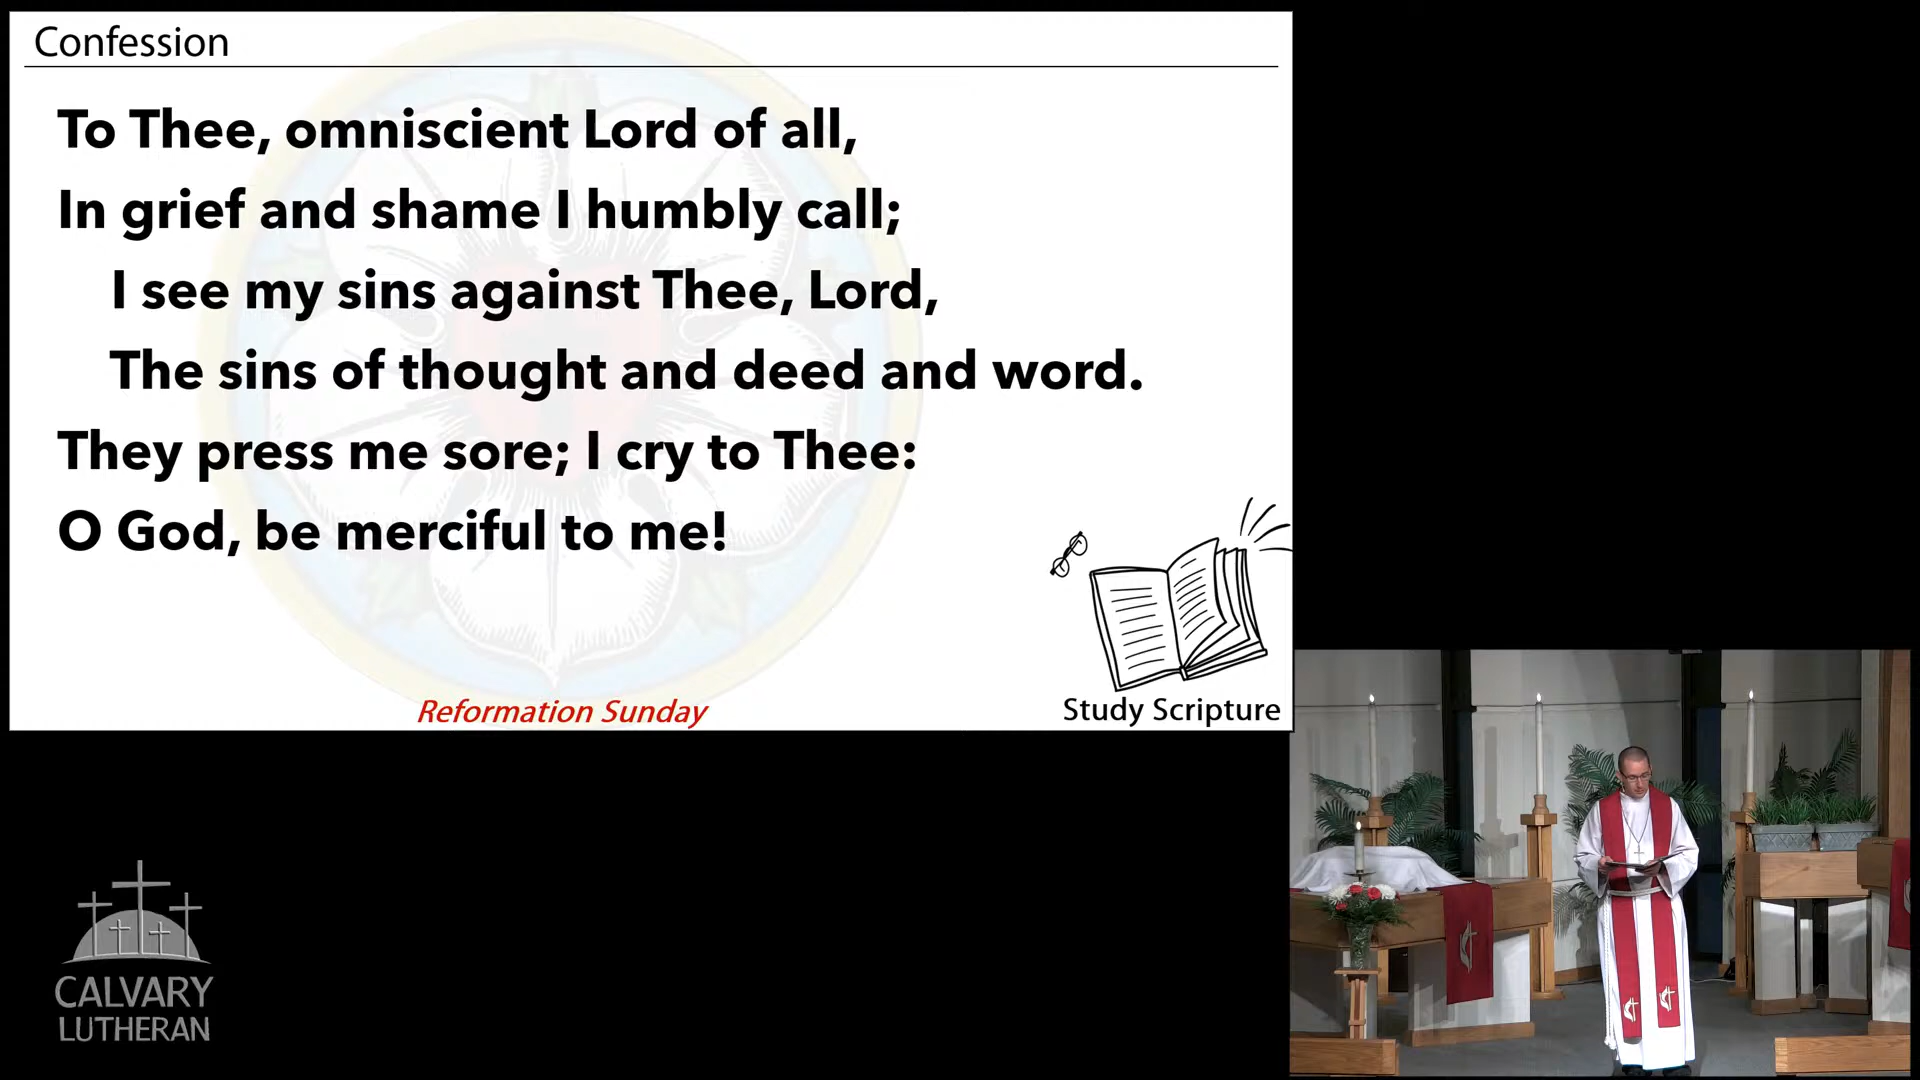 Confession
To Thee, omniscient Lord of all,
In grief and shame I humbly call;
I see my sins against Thee, Lord,
The sins of thought and deed and word.
They press me sore; I cry to Thee:
O God, be merciful to me!
Reformation Sunday
Study Scripture
CALVARY
LUTHERAN